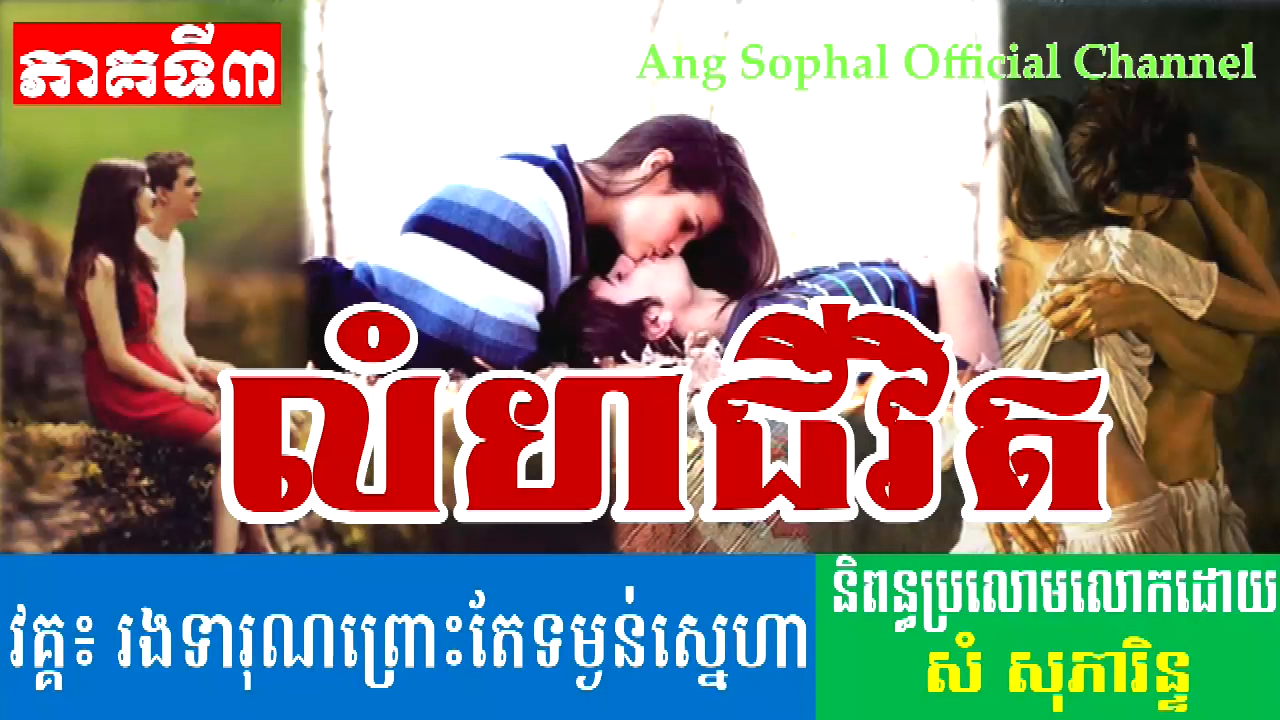 ភាគទី៣
Ang Sophal Official Channel
លំហាជីវិត
វគ្គ៖ រងទារុណព្រោះតែទម្ងន់ស្នេហា
និពន្ធប្រលោមលោកដោយ
សំ សុភារិន្ទ